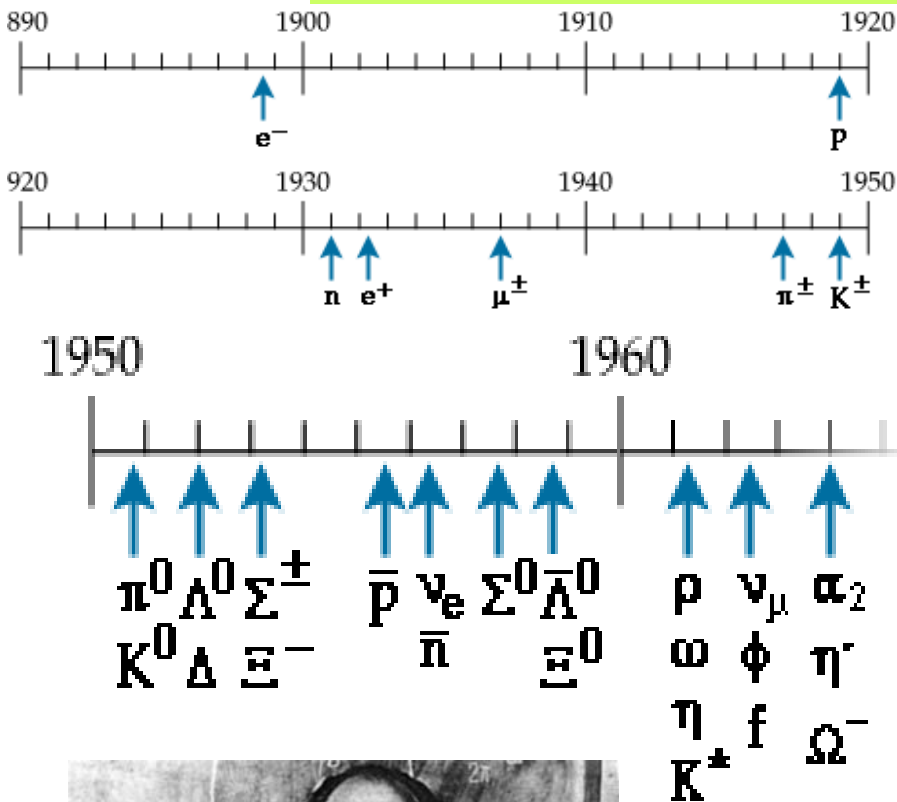 890 1900 1910 1920
e⁻ p
920 1930 1940 1950
n e⁺ μ± π± K±
1950 1960
π⁰ Λ⁰ Σ± p̅ νe Σ⁰ Λ̅⁰ ρ νμ α₂
K⁰ Δ Ξ⁻ n̅ Ξ⁰ ω ϕ η′
η f Ω⁻
K*
2π